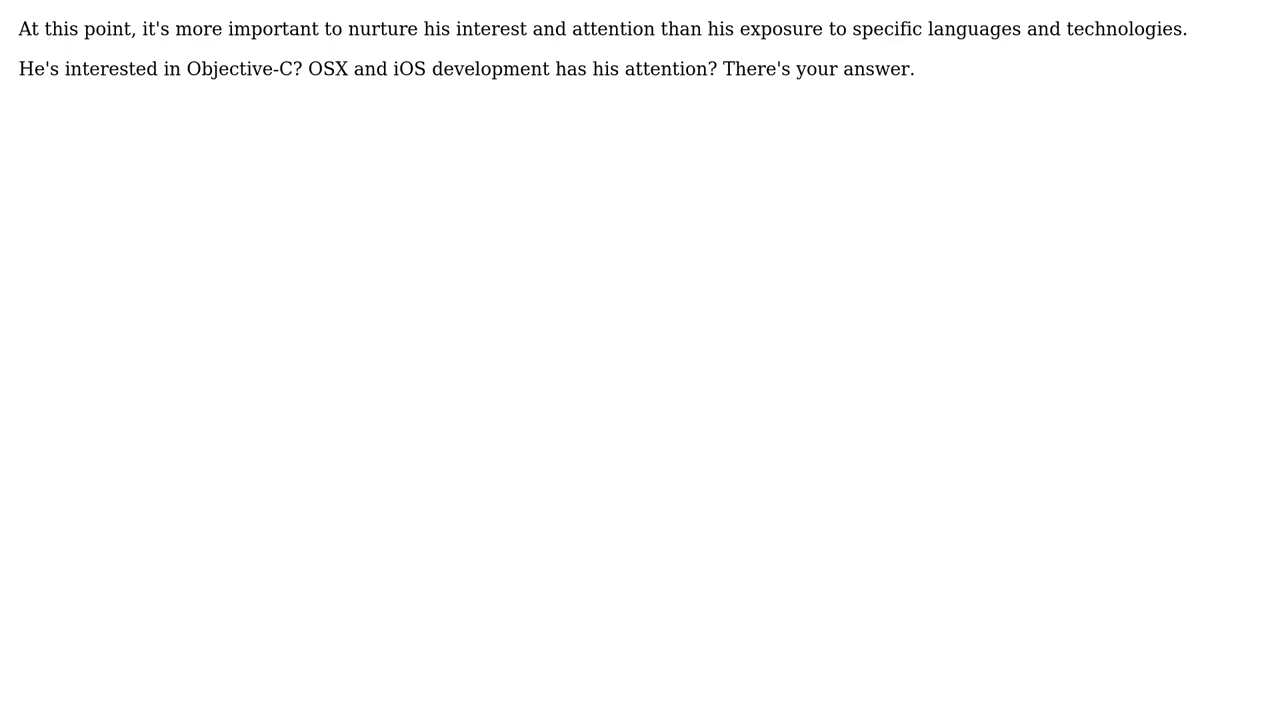 At this point, it's more important to nurture his interest and attention than his exposure to specific languages and technologies.
He's interested in Objective-C? OSX and iOS development has his attention? There's your answer.